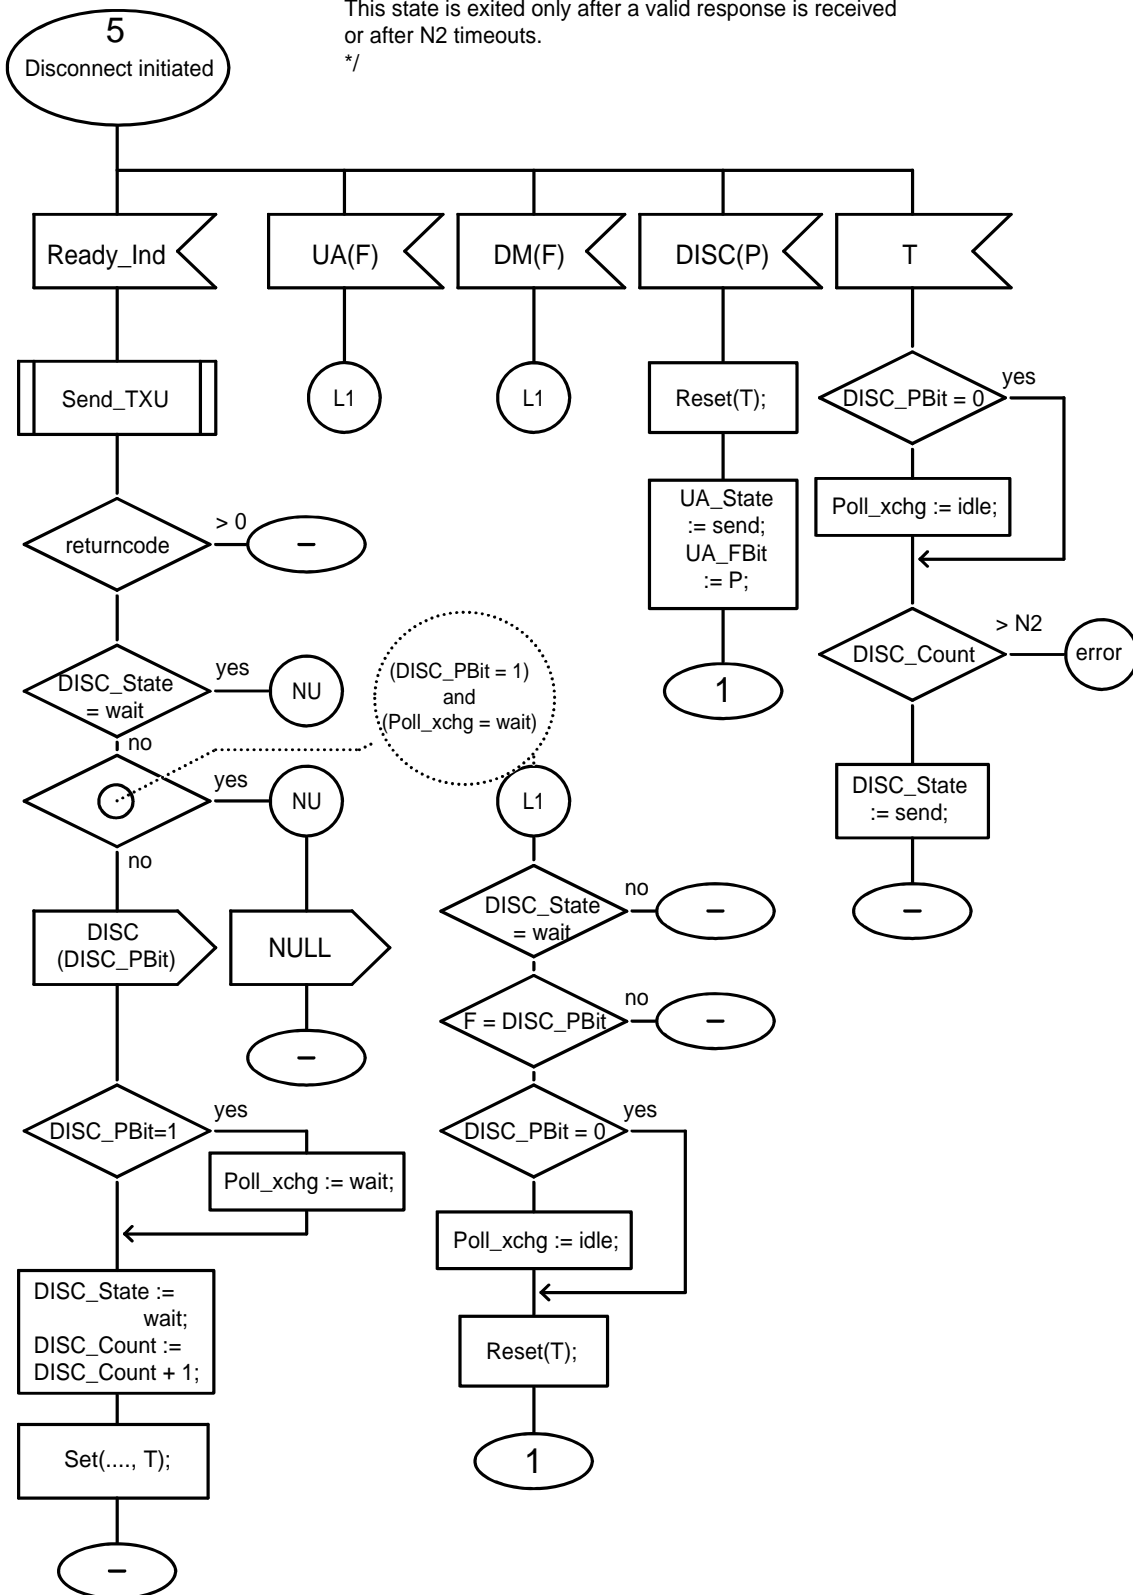 This state is exited only after a valid response is received
or after N2 timeouts.
*/
5
Disconnect initiated
Ready_Ind
UA(F)
DM(F)
DISC(P)
T
Send_TXU
L1
L1
Reset(T);
DISC_PBit = 0
yes
UA_State
:= send;
UA_FBit
:= P;
Poll_xchg := idle;
returncode
> 0
–
DISC_Count
> N2
error
DISC_State
= wait
yes
NU
no
(DISC_PBit = 1)
and
(Poll_xchg = wait)
1
yes
NU
no
L1
DISC_State
:= send;
–
DISC
(DISC_PBit)
NULL
–
DISC_State
= wait
no
–
F = DISC_PBit
no
–
DISC_PBit=1
yes
Poll_xchg := wait;
DISC_PBit = 0
yes
Poll_xchg := idle;
DISC_State :=
wait;
DISC_Count :=
DISC_Count + 1;
Reset(T);
Set(...., T);
1
–